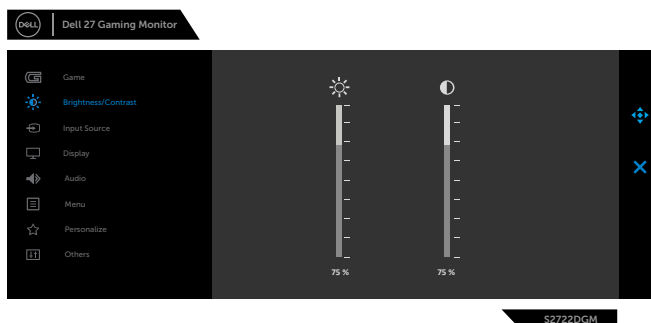 DELL
Dell 27 Gaming Monitor
Game
Brightness/Contrast
Input Source
Display
Audio
Menu
Personalize
Others
75 % 75 %
S2722DGM